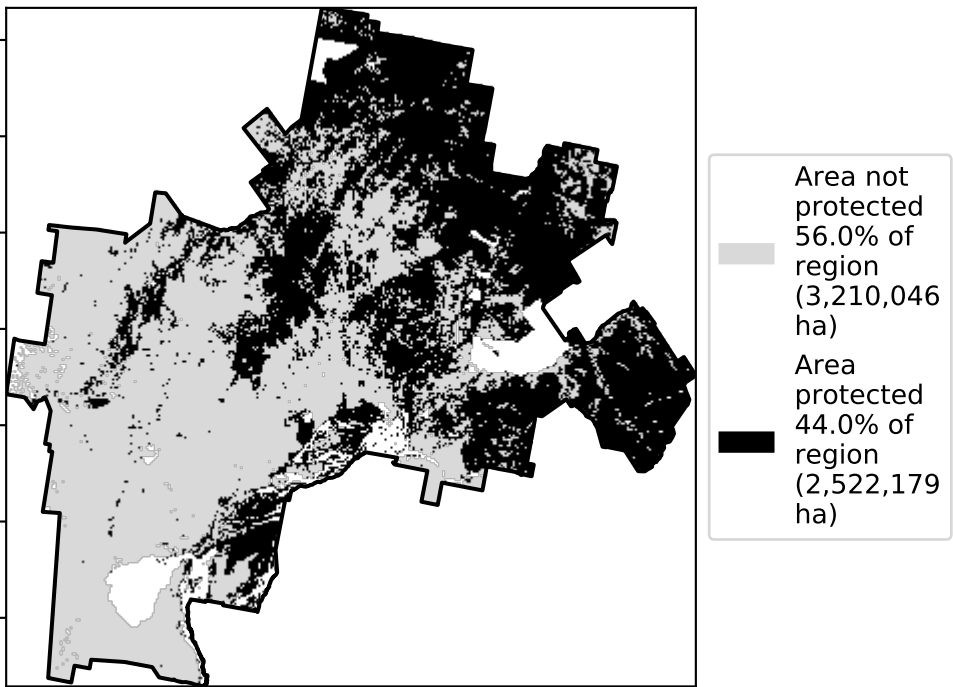 Area not
protected
56.0% of
region
(3,210,046
ha)
Area
protected
44.0% of
region
(2,522,179
ha)